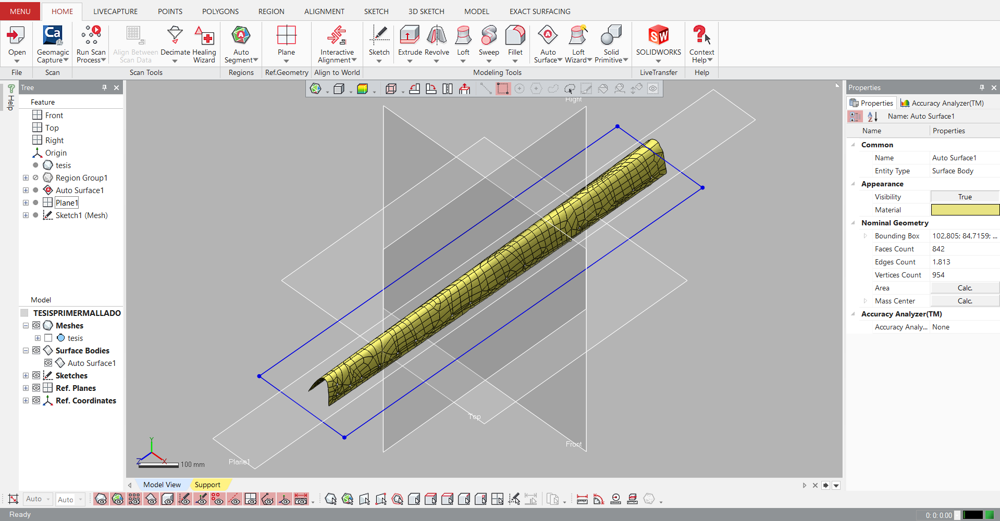 MENU HOME LIVECAPTURE POINTS POLYGONS REGION ALIGNMENT SKETCH 3D SKETCH MODEL EXACT SURFACING
Open
Geomagic Capture
Run Scan Process
Align Between Scan Data
Decimate
Healing Wizard
Auto Segment
Plane
Interactive Alignment
Sketch
Extrude
Revolve
Loft
Sweep
Fillet
Auto Surface
Loft Wizard
Solid Primitive
SOLIDWORKS
Context Help
File Scan Scan Tools Regions Ref.Geometry Align to World Modeling Tools LiveTransfer Help
Help
Tree
Feature
Front
Top
Right
Origin
tesis
Region Group1
Auto Surface1
Plane1
Sketch1 (Mesh)
Model
TESISPRIMERMALLADO
Meshes
tesis
Surface Bodies
Auto Surface1
Sketches
Ref. Planes
Ref. Coordinates
Right
Top
Front
Plane1
Y
Z
X
100 mm
Model View Support
Properties
Properties Accuracy Analyzer(TM)
Name: Auto Surface1
Name Properties
Common
Name Auto Surface1
Entity Type Surface Body
Appearance
Visibility True
Material
Nominal Geometry
Bounding Box 102,805; 84,7159; ...
Faces Count 842
Edges Count 1.813
Vertices Count 954
Area Calc.
Mass Center Calc.
Accuracy Analyzer(TM)
Accuracy Analy... None
Auto Auto
Ready
0: 0: 0.00